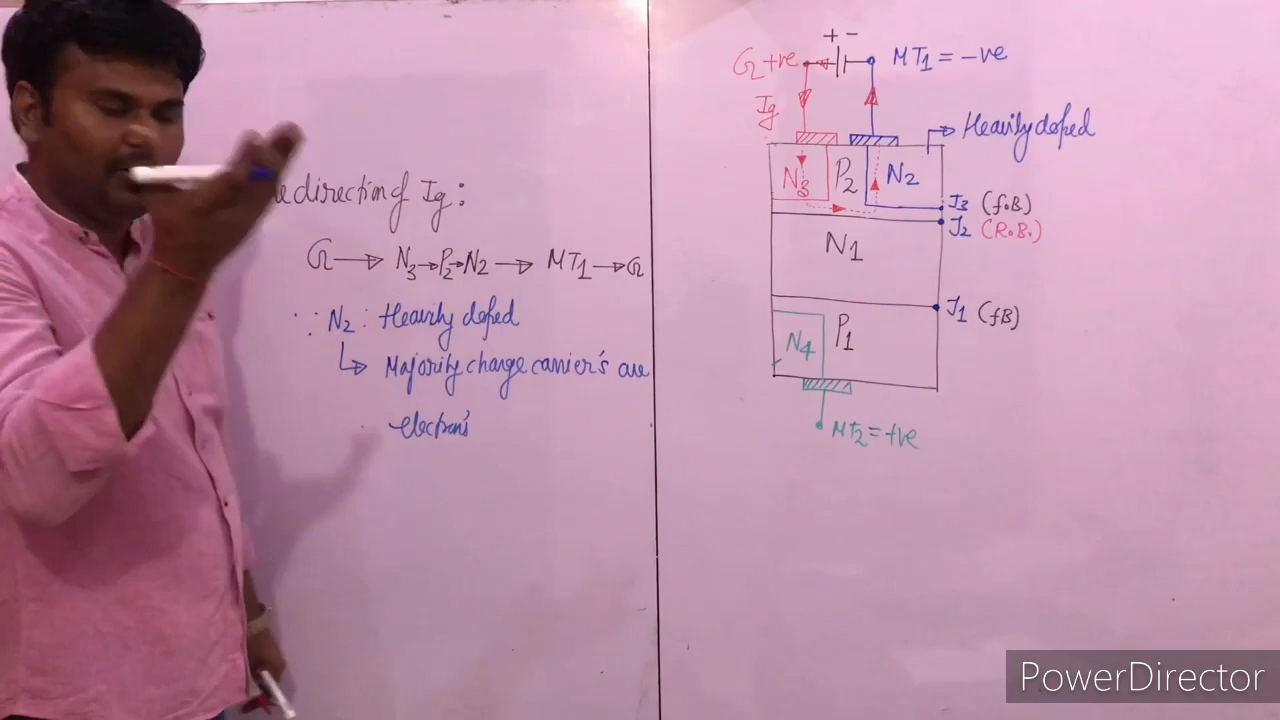 direction of Ig :
G → N3 → P2 → N2 → MT1 → G
∵ N2 : Heavily doped
↳ Majority charge carrier's are
electrons
+ -
G +ve
MT1 = -ve
Ig
Heavily doped
N3 P2 N2
J3 (f.B)
J2 (R.B.)
N1
J1 (fB)
P1
N4
MT2 = +ve
PowerDirector